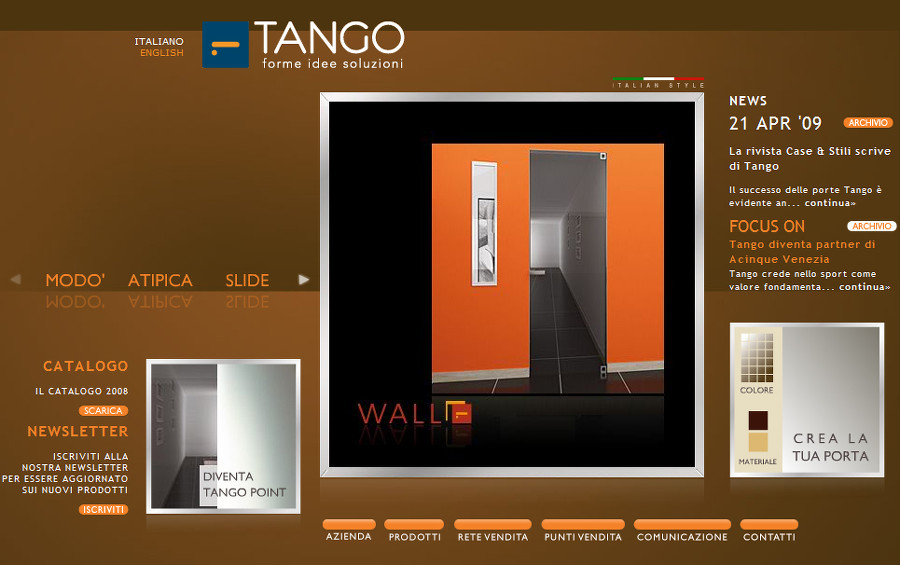 ITALIANO
ENGLISH
TANGO
forme idee soluzioni
ITALIAN STYLE
NEWS
21 APR '09
ARCHIVIO
La rivista Case & Stili scrive
di Tango
Il successo delle porte Tango è
evidente an... continua»
FOCUS ON
ARCHIVIO
Tango diventa partner di
Acinque Venezia
Tango crede nello sport come
valore fondamenta... continua»
MODO' ATIPICA SLIDE
WALL
CATALOGO
IL CATALOGO 2008
SCARICA
NEWSLETTER
ISCRIVITI ALLA
NOSTRA NEWSLETTER
PER ESSERE AGGIORNATO
SUI NUOVI PRODOTTI
ISCRIVITI
DIVENTA
TANGO POINT
COLORE
MATERIALE
CREA LA
TUA PORTA
AZIENDA PRODOTTI RETE VENDITA PUNTI VENDITA COMUNICAZIONE CONTATTI